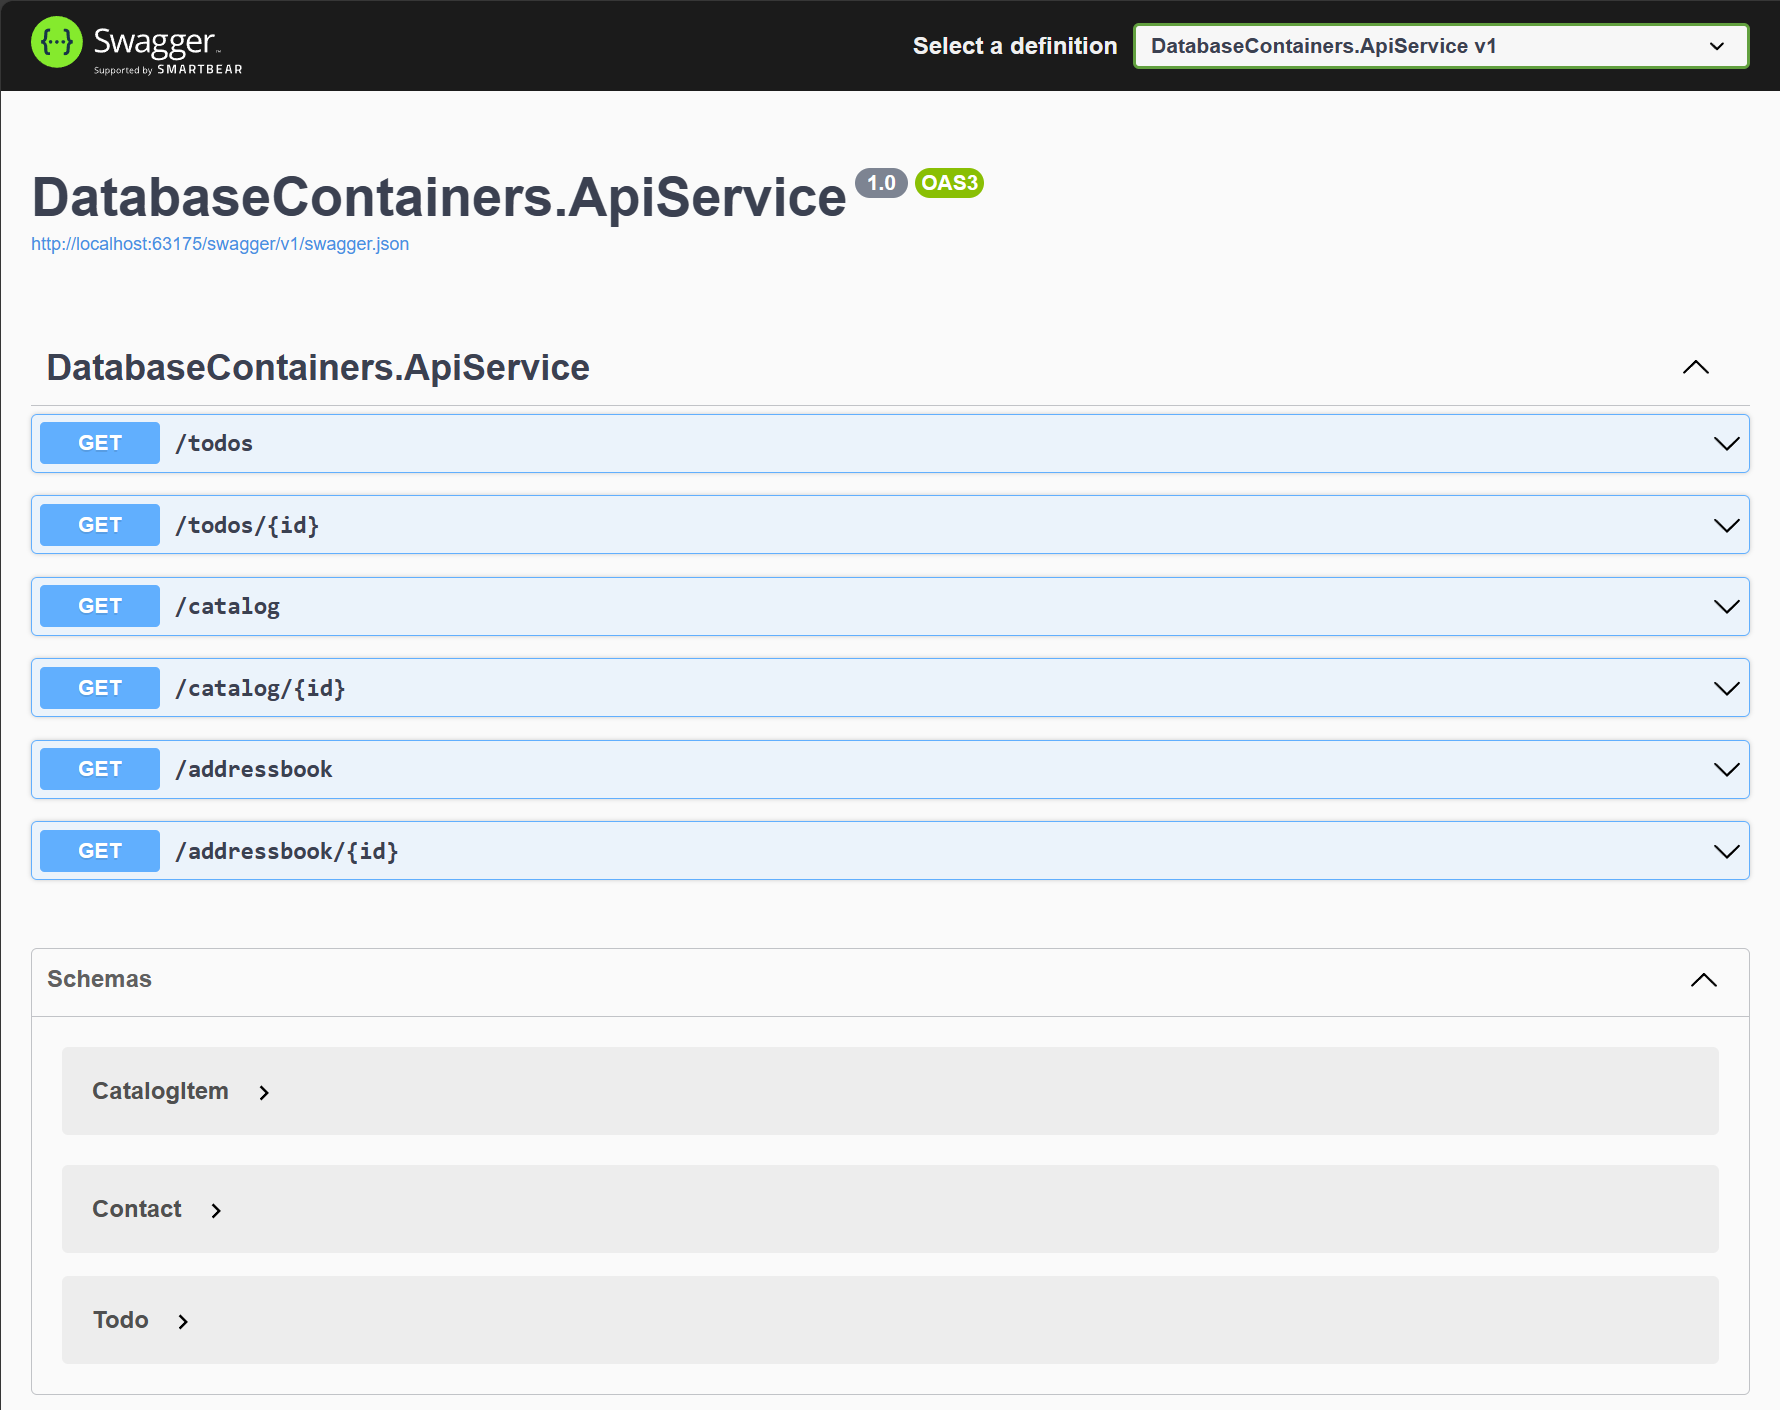 Swagger™
Supported by SMARTBEAR
Select a definition
DatabaseContainers.ApiService v1
DatabaseContainers.ApiService 1.0 OAS3
http://localhost:63175/swagger/v1/swagger.json
DatabaseContainers.ApiService
GET /todos
GET /todos/{id}
GET /catalog
GET /catalog/{id}
GET /addressbook
GET /addressbook/{id}
Schemas
CatalogItem
Contact
Todo